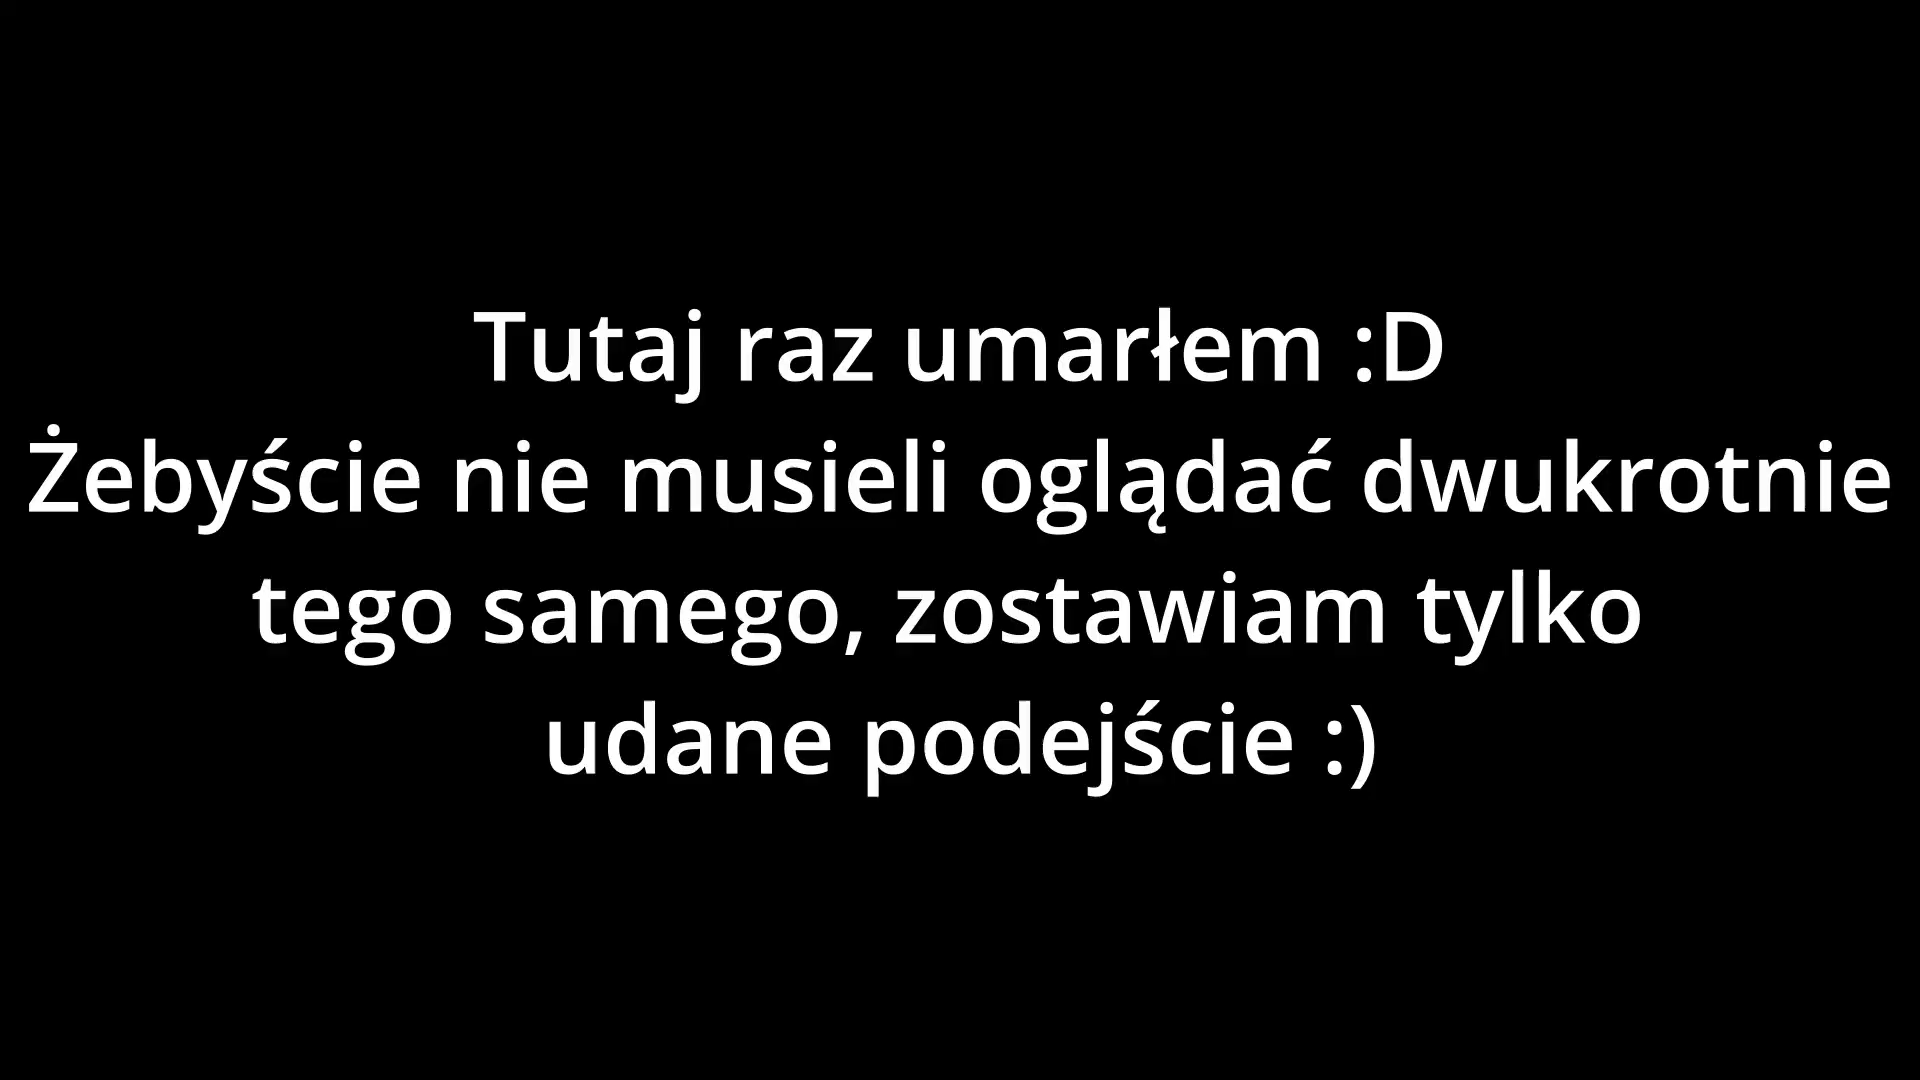 Tutaj raz umarłem :D
Żebyście nie musieli oglądać dwukrotnie
tego samego, zostawiam tylko
udane podejście :)